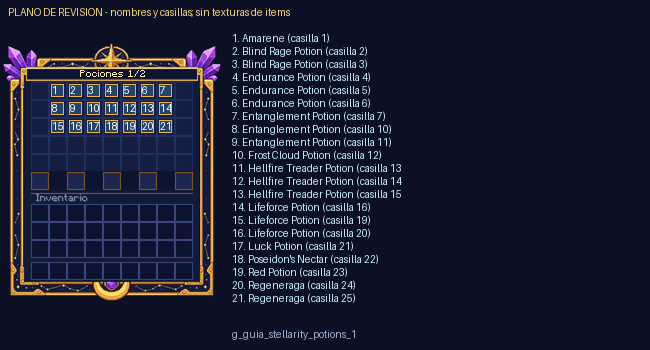 PLANO DE REVISION - nombres y casillas; sin texturas de items
Pociones 1/2
1 2 3 4 5 6 7
8 9 10 11 12 13 14
15 16 17 18 19 20 21
Inventario
1. Amarene (casilla 1)
2. Blind Rage Potion (casilla 2)
3. Blind Rage Potion (casilla 3)
4. Endurance Potion (casilla 4)
5. Endurance Potion (casilla 5)
6. Endurance Potion (casilla 6)
7. Entanglement Potion (casilla 7)
8. Entanglement Potion (casilla 10)
9. Entanglement Potion (casilla 11)
10. Frost Cloud Potion (casilla 12)
11. Hellfire Treader Potion (casilla 13
12. Hellfire Treader Potion (casilla 14
13. Hellfire Treader Potion (casilla 15
14. Lifeforce Potion (casilla 16)
15. Lifeforce Potion (casilla 19)
16. Lifeforce Potion (casilla 20)
17. Luck Potion (casilla 21)
18. Poseidon's Nectar (casilla 22)
19. Red Potion (casilla 23)
20. Regeneraga (casilla 24)
21. Regeneraga (casilla 25)
g_guia_stellarity_potions_1